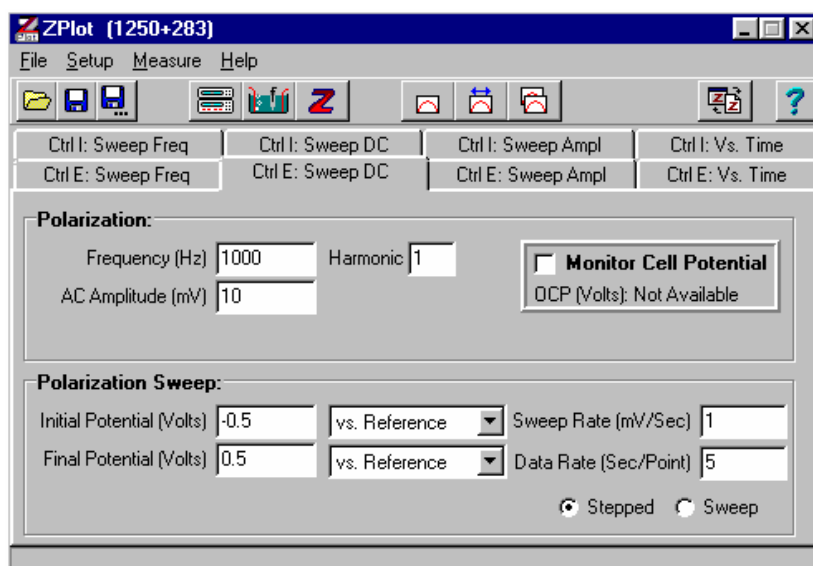 ZPlot (1250+283)
File Setup Measure Help
Ctrl I: Sweep Freq Ctrl I: Sweep DC Ctrl I: Sweep Ampl Ctrl I: Vs. Time
Ctrl E: Sweep Freq Ctrl E: Sweep DC Ctrl E: Sweep Ampl Ctrl E: Vs. Time
Polarization:
Frequency (Hz) 1000 Harmonic 1
Monitor Cell Potential
AC Amplitude (mV) 10
OCP (Volts): Not Available
Polarization Sweep:
Initial Potential (Volts) -0.5 vs. Reference Sweep Rate (mV/Sec) 1
Final Potential (Volts) 0.5 vs. Reference Data Rate (Sec/Point) 5
Stepped Sweep